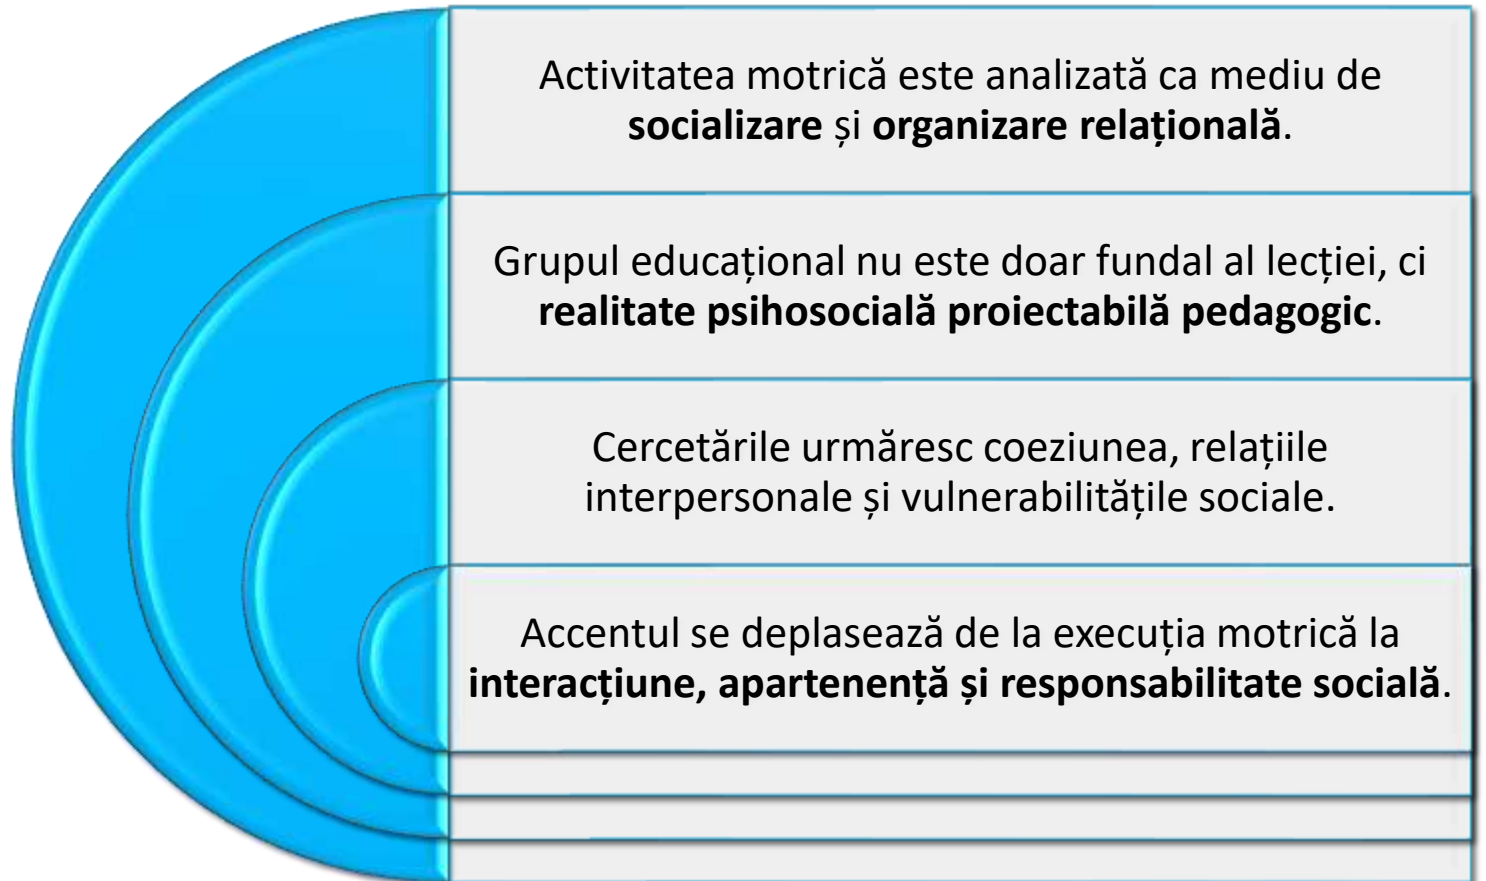 Activitatea motrică este analizată ca mediu de
socializare și organizare relațională.
Grupul educațional nu este doar fundal al lecției, ci
realitate psihosocială proiectabilă pedagogic.
Cercetările urmăresc coeziunea, relațiile
interpersonale și vulnerabilitățile sociale.
Accentul se deplasează de la execuția motrică la
interacțiune, apartenență și responsabilitate socială.